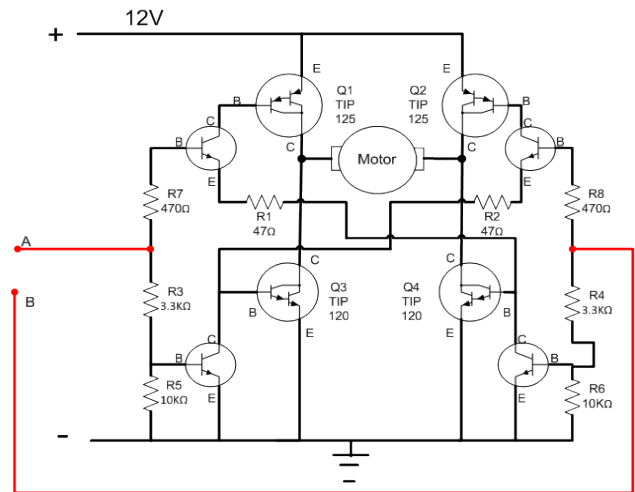 + 12V
E E
Q1
TIP
125
Q2
TIP
125
B B
C C
B C Motor C B
E E
R7
470Ω
R1
47Ω
R2
47Ω
R8
470Ω
A
B
C C
R3
3.3KΩ
Q3
TIP
120
Q4
TIP
120
R4
3.3KΩ
B B
E E
C C
B B
R5
10KΩ
R6
10KΩ
E E
-